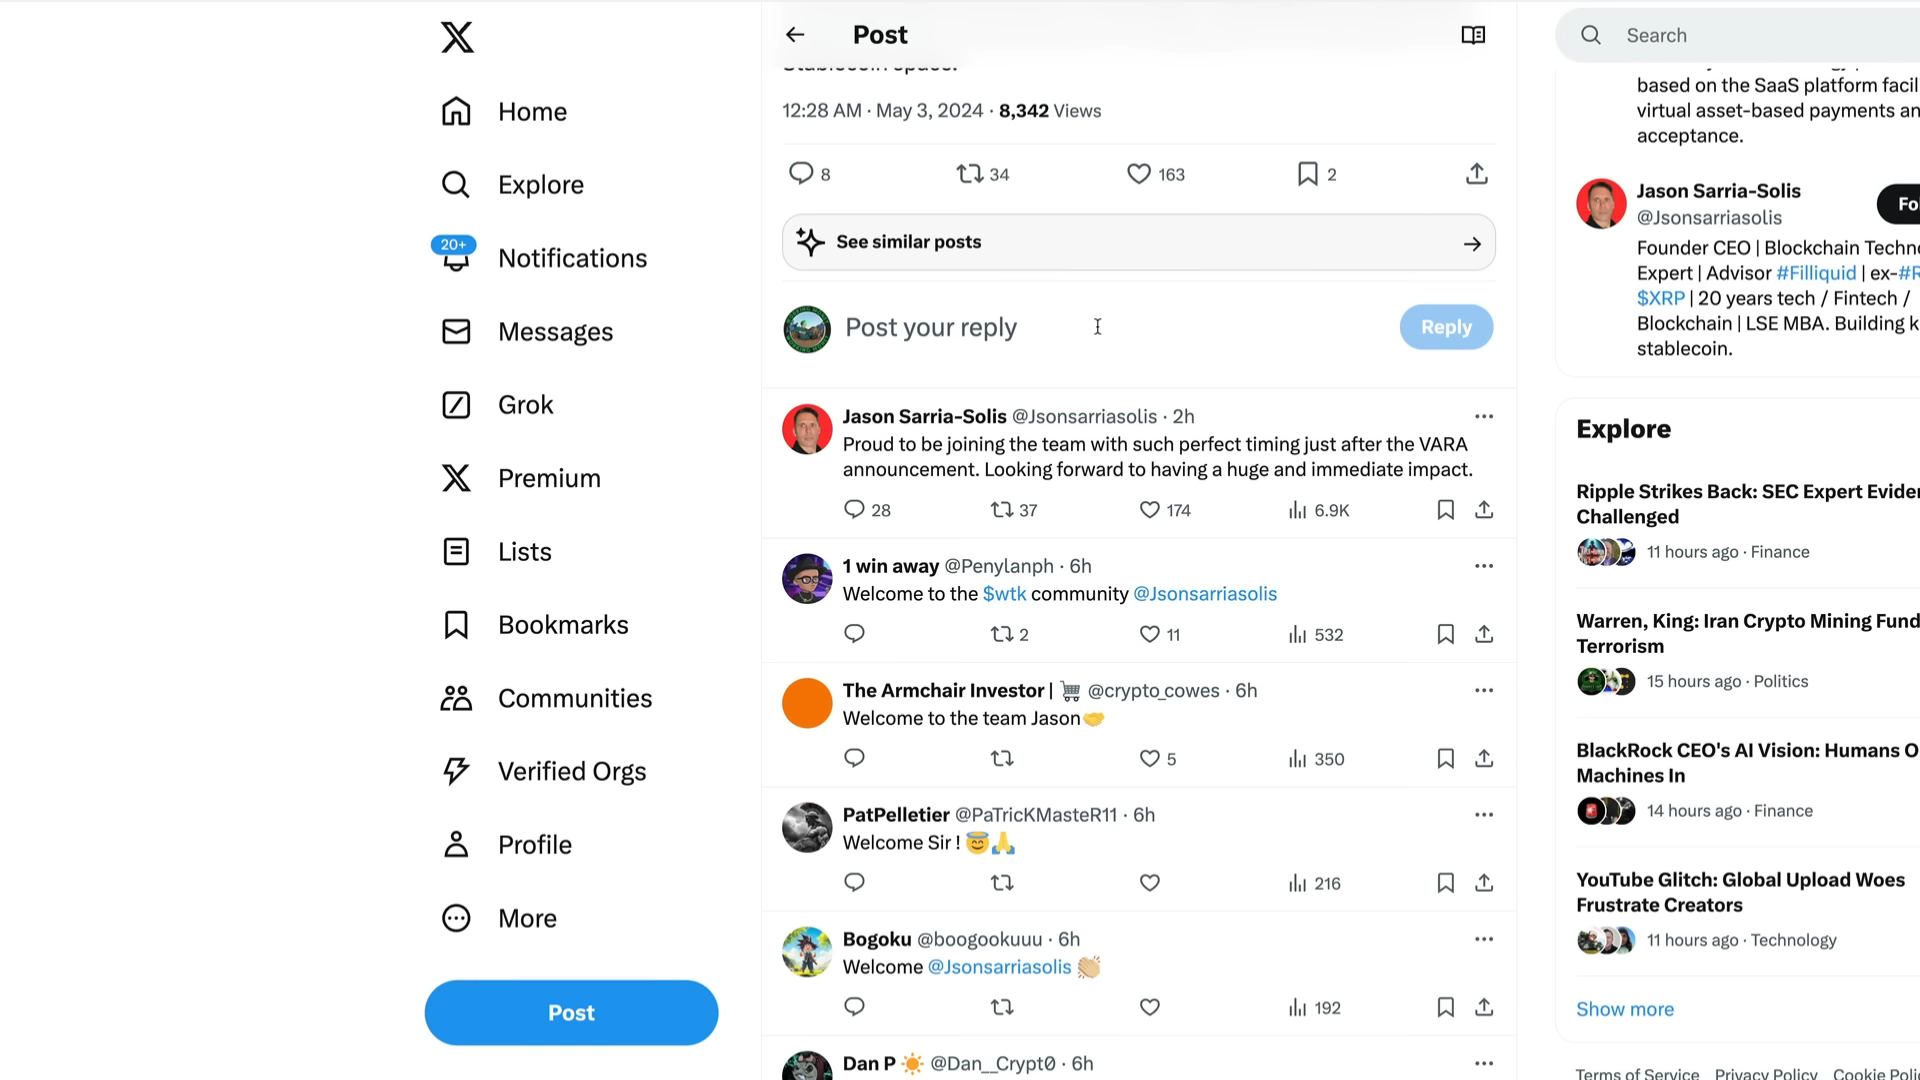 Home
Explore
20+
Notifications
Messages
Grok
Premium
Lists
Bookmarks
Communities
Verified Orgs
Profile
More
Post
Post
Stablecoin space.
12:28 AM · May 3, 2024 · 8,342 Views
8 34 163 2
See similar posts
Post your reply
Reply
Jason Sarria-Solis @Jsonsarriasolis · 2h
Proud to be joining the team with such perfect timing just after the VARA
announcement. Looking forward to having a huge and immediate impact.
28 37 174 6.9K
1 win away @Penylanph · 6h
Welcome to the $wtk community @Jsonsarriasolis
2 11 532
The Armchair Investor | 🛒 @crypto_cowes · 6h
Welcome to the team Jason🤝
5 350
PatPelletier @PaTricKMasteR11 · 6h
Welcome Sir ! 😇🙏
216
Bogoku @boogookuuu · 6h
Welcome @Jsonsarriasolis 👏🏼
192
Dan P ☀️ @Dan__Crypt0 · 6h
Search
based on the SaaS platform facil
virtual asset-based payments an
acceptance.
Jason Sarria-Solis
@Jsonsarriasolis
Fo
Founder CEO | Blockchain Techn
Expert | Advisor #Filliquid | ex-#R
$XRP | 20 years tech / Fintech /
Blockchain | LSE MBA. Building k
stablecoin.
Explore
Ripple Strikes Back: SEC Expert Evider
Challenged
11 hours ago · Finance
Warren, King: Iran Crypto Mining Fund
Terrorism
15 hours ago · Politics
BlackRock CEO's AI Vision: Humans O
Machines In
14 hours ago · Finance
YouTube Glitch: Global Upload Woes
Frustrate Creators
11 hours ago · Technology
Show more
Terms of Service Privacy Policy Cookie Poli